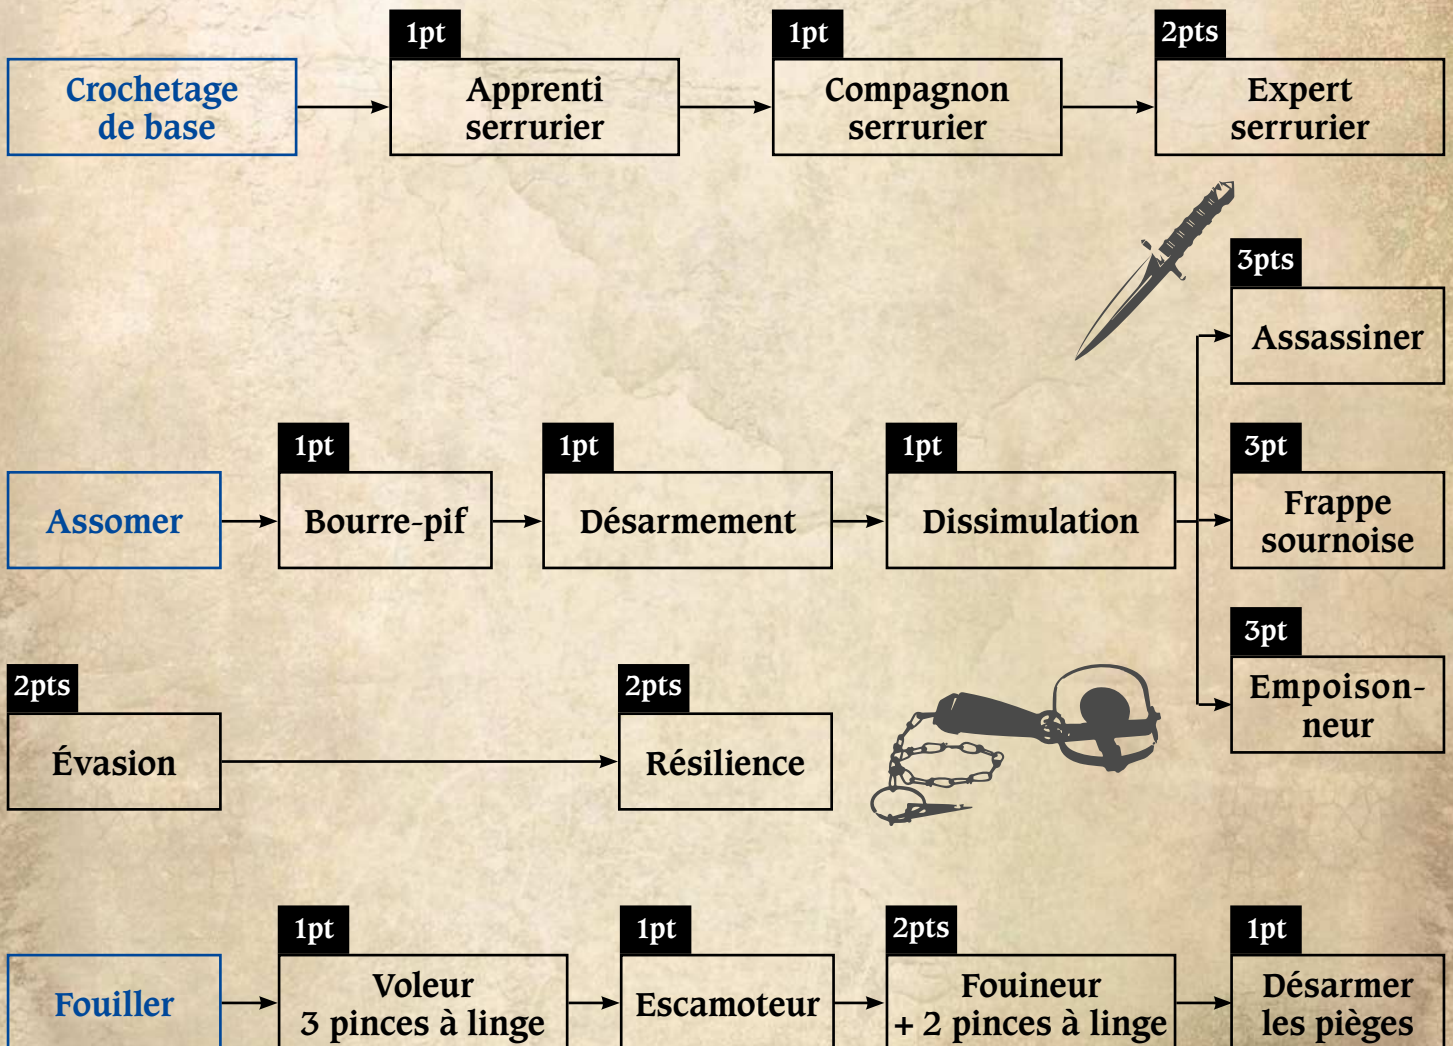 1pt
1pt
2pts
Crochetage
de base
Apprenti
serrurier
Compagnon
serrurier
Expert
serrurier
3pts
Assassiner
1pt
1pt
1pt
3pt
Assomer
Bourre-pif
Désarmement
Dissimulation
Frappe
sournoise
3pt
Empoison-
neur
2pts
2pts
Évasion
Résilience
1pt
1pt
2pts
1pt
Fouiller
Voleur
3 pinces à linge
Escamoteur
Fouineur
+ 2 pinces à linge
Désarmer
les pièges